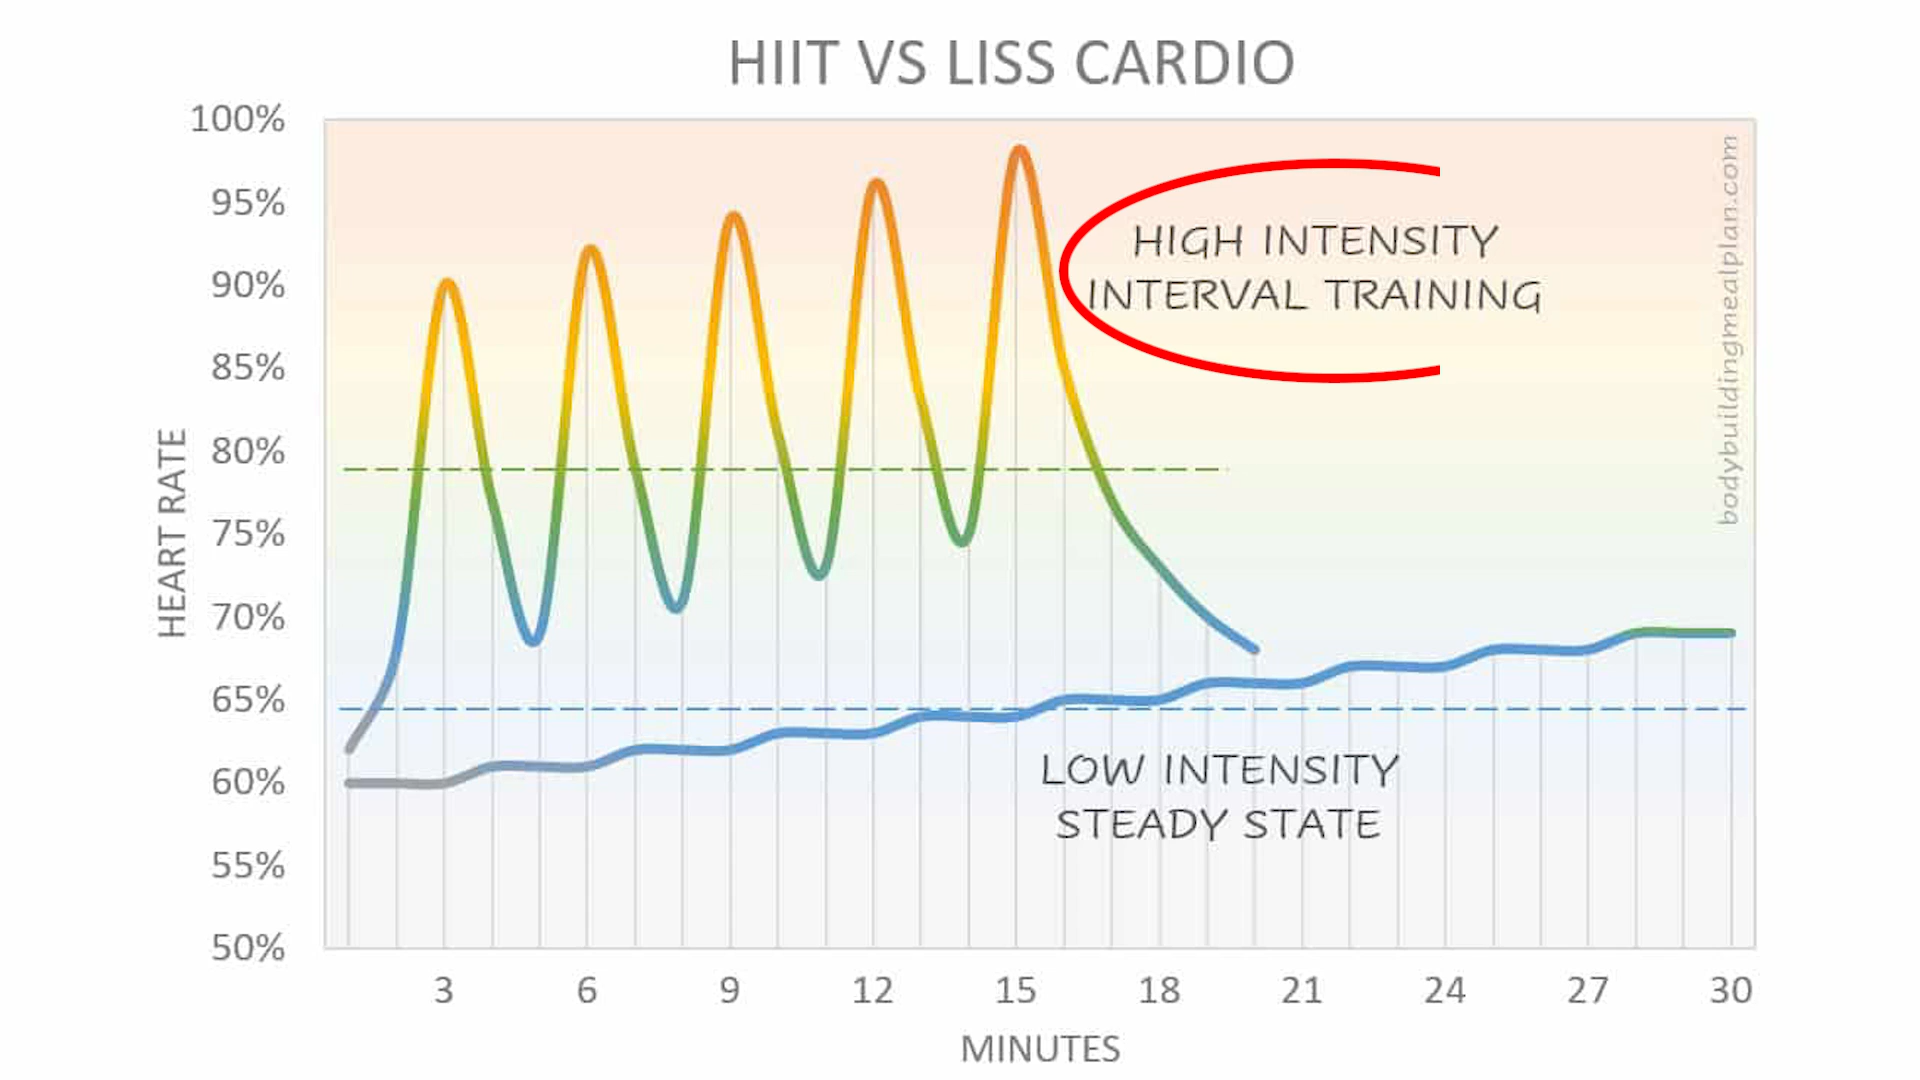 HIIT VS LISS CARDIO
100%
95%
90%
85%
80%
75%
70%
65%
60%
55%
50%
HEART RATE
HIGH INTENSITY
INTERVAL TRAINING
bodybuildingmealplan.com
LOW INTENSITY
STEADY STATE
3 6 9 12 15 18 21 24 27 30
MINUTES